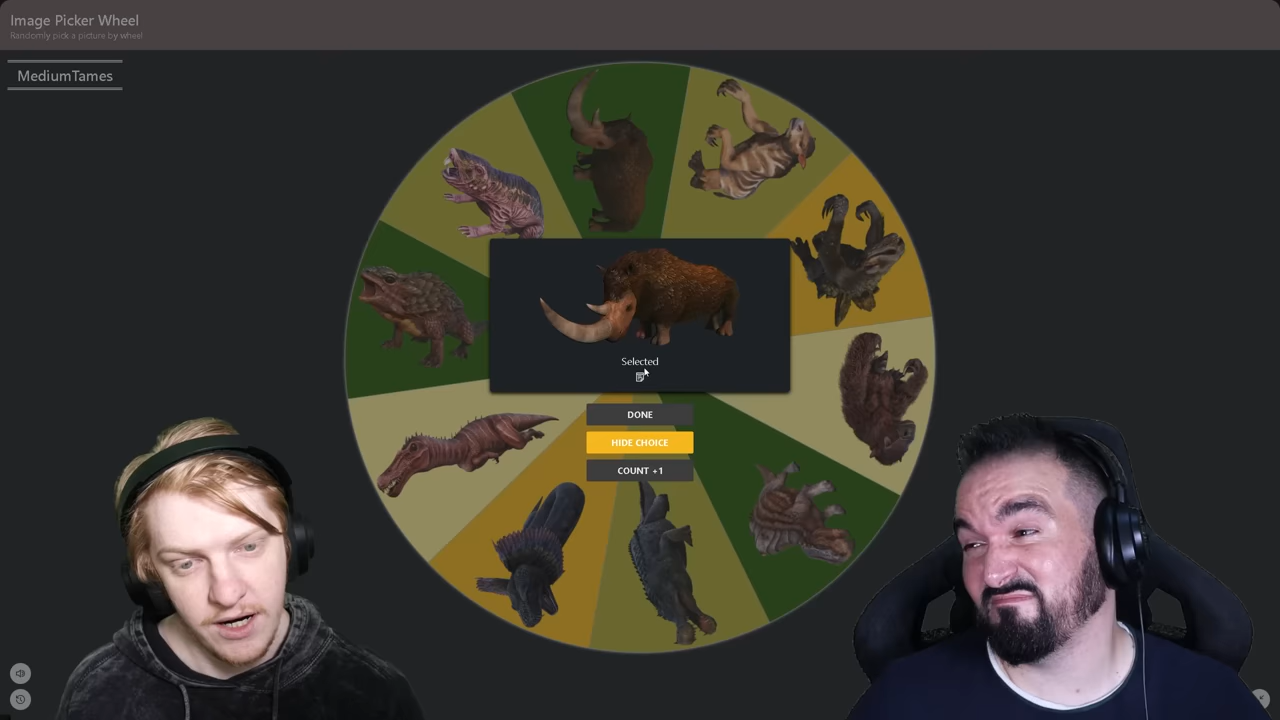 Image Picker Wheel
Randomly pick a picture by wheel
MediumTames
Selected
DONE
HIDE CHOICE
COUNT +1